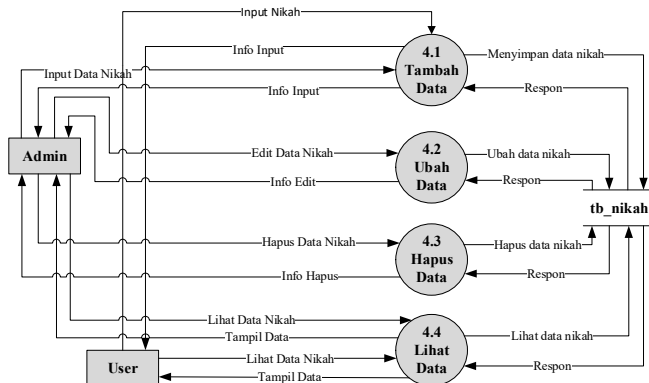 Input Nikah
Info Input
Input Data Nikah
Info Input
4.1
Tambah
Data
Menyimpan data nikah
Respon
Admin
Edit Data Nikah
Info Edit
4.2
Ubah
Data
Ubah data nikah
Respon
tb_nikah
Hapus Data Nikah
Info Hapus
4.3
Hapus
Data
Hapus data nikah
Respon
Lihat Data Nikah
Tampil Data
4.4
Lihat
Data
Lihat data nikah
Respon
User
Lihat Data Nikah
Tampil Data